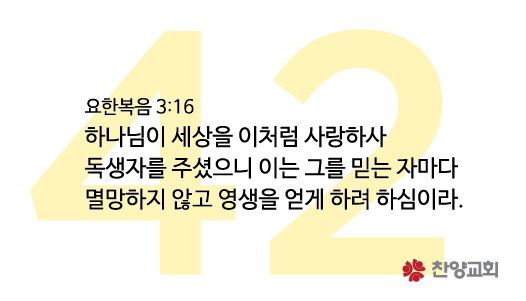 42
요한복음 3:16
하나님이 세상을 이처럼 사랑하사
독생자를 주셨으니 이는 그를 믿는 자마다
멸망하지 않고 영생을 얻게 하려 하심이라.
찬양교회